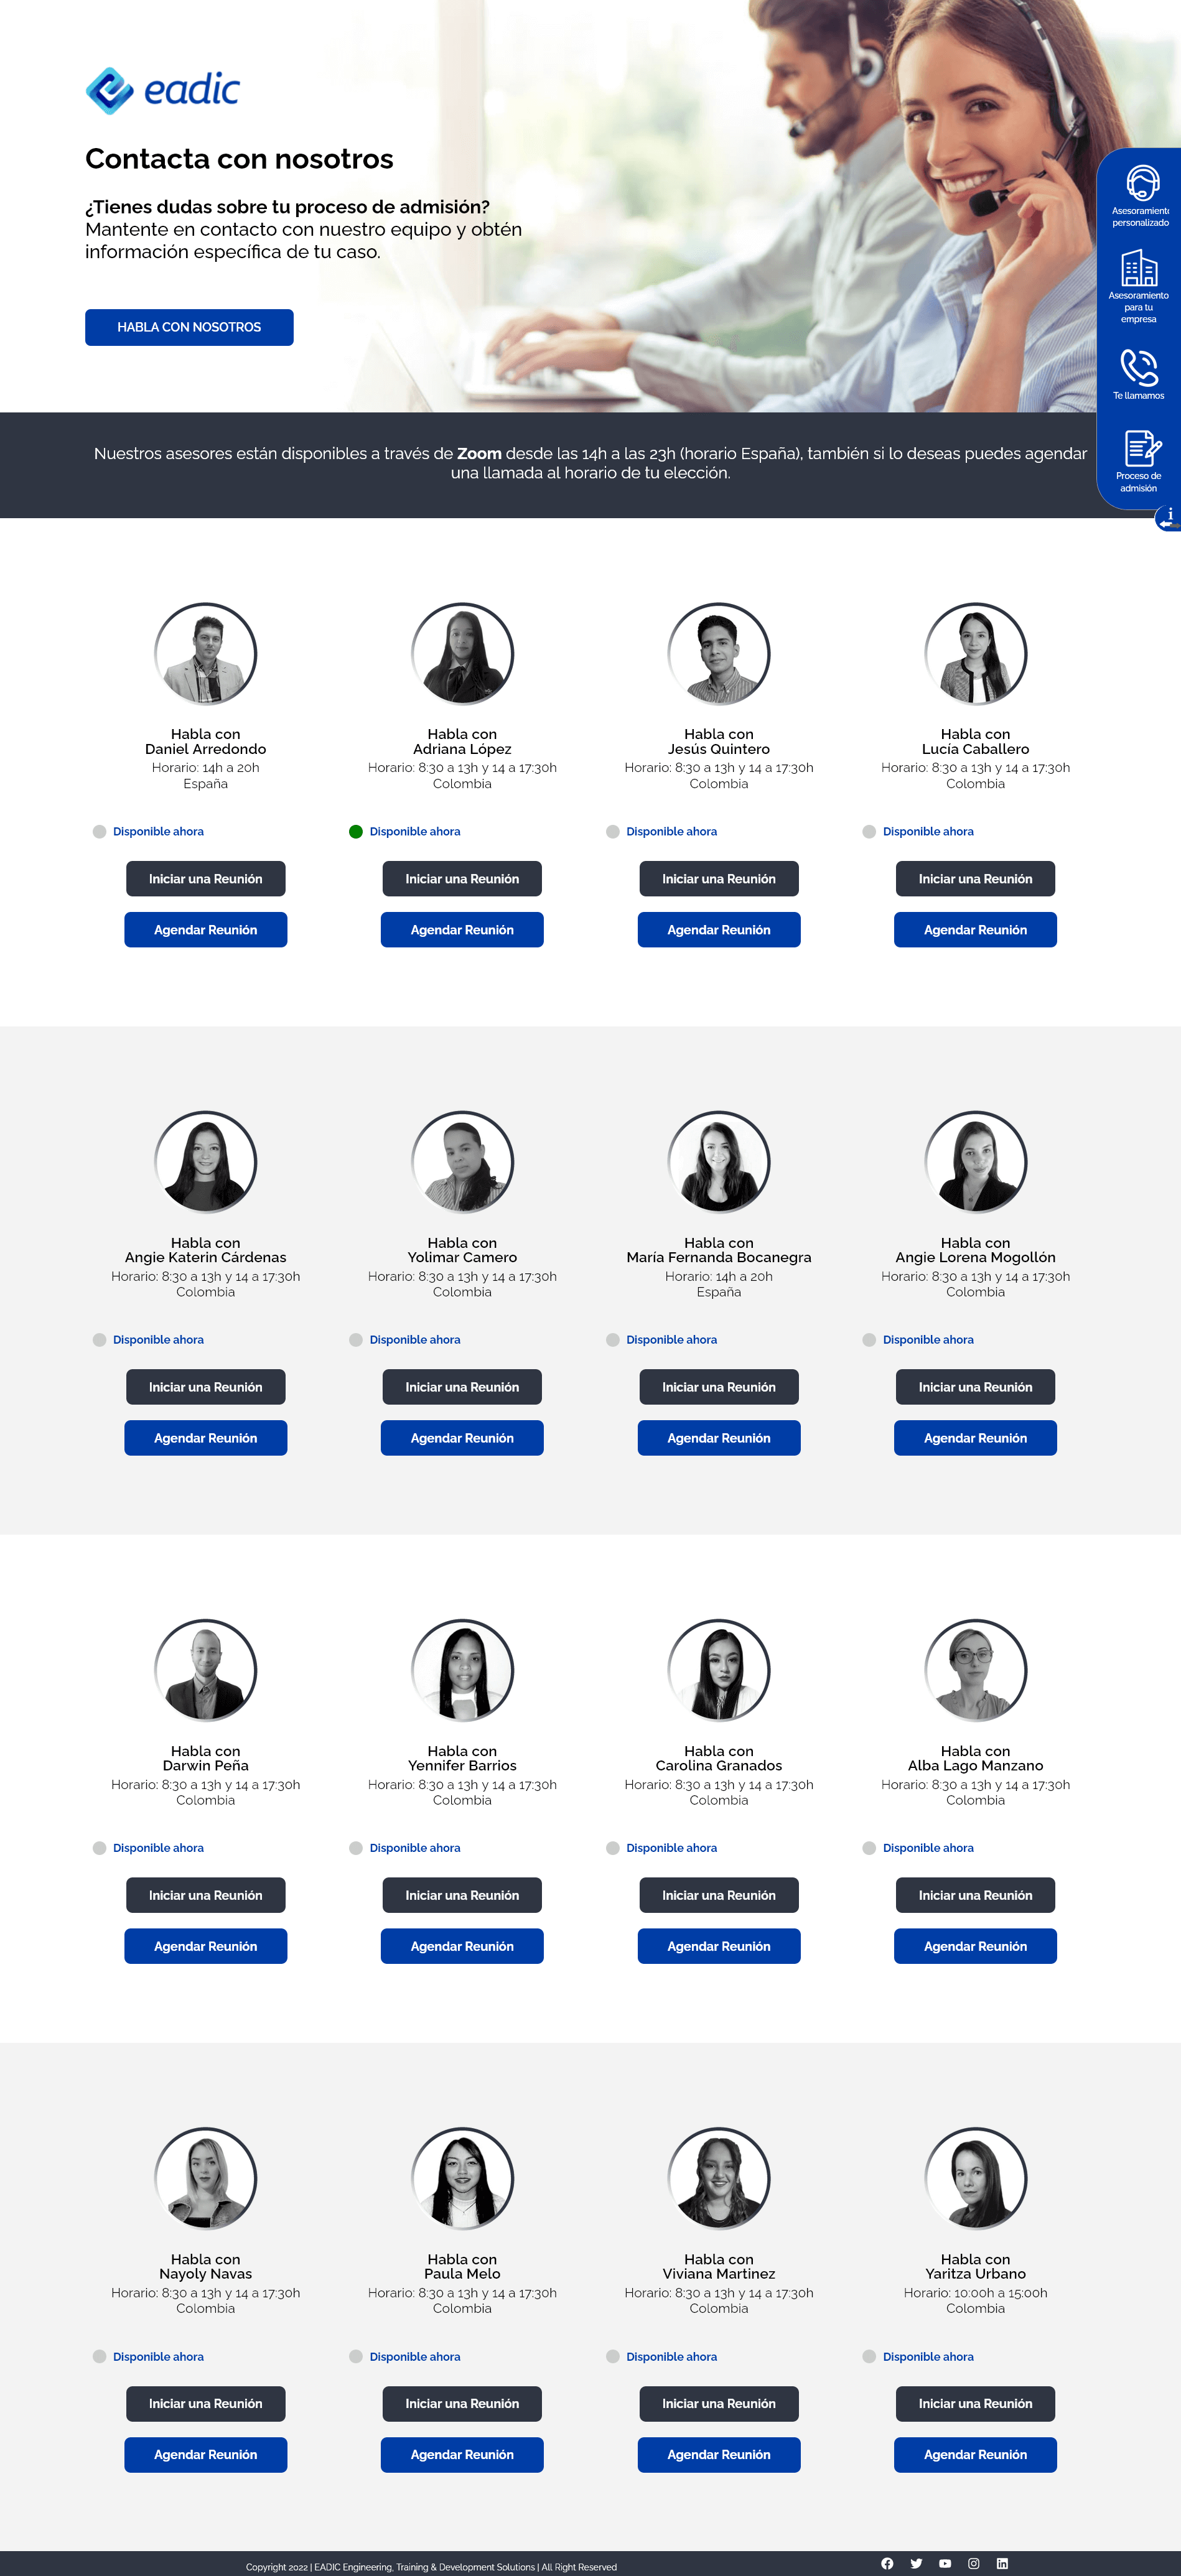 eadic
Contacta con nosotros
¿Tienes dudas sobre tu proceso de admisión?
Mantente en contacto con nuestro equipo y obtén
información específica de tu caso.
HABLA CON NOSOTROS
Asesoramiento
personalizado
Asesoramiento
para tu
empresa
Te llamamos
Proceso de
admisión
i
Nuestros asesores están disponibles a través de Zoom desde las 14h a las 23h (horario España), también si lo deseas puedes agendar
una llamada al horario de tu elección.
Habla con
Daniel Arredondo
Horario: 14h a 20h
España
Disponible ahora
Iniciar una Reunión
Agendar Reunión
Habla con
Adriana López
Horario: 8:30 a 13h y 14 a 17:30h
Colombia
Disponible ahora
Iniciar una Reunión
Agendar Reunión
Habla con
Jesús Quintero
Horario: 8:30 a 13h y 14 a 17:30h
Colombia
Disponible ahora
Iniciar una Reunión
Agendar Reunión
Habla con
Lucía Caballero
Horario: 8:30 a 13h y 14 a 17:30h
Colombia
Disponible ahora
Iniciar una Reunión
Agendar Reunión
Habla con
Angie Katerin Cárdenas
Horario: 8:30 a 13h y 14 a 17:30h
Colombia
Disponible ahora
Iniciar una Reunión
Agendar Reunión
Habla con
Yolimar Camero
Horario: 8:30 a 13h y 14 a 17:30h
Colombia
Disponible ahora
Iniciar una Reunión
Agendar Reunión
Habla con
María Fernanda Bocanegra
Horario: 14h a 20h
España
Disponible ahora
Iniciar una Reunión
Agendar Reunión
Habla con
Angie Lorena Mogollón
Horario: 8:30 a 13h y 14 a 17:30h
Colombia
Disponible ahora
Iniciar una Reunión
Agendar Reunión
Habla con
Darwin Peña
Horario: 8:30 a 13h y 14 a 17:30h
Colombia
Disponible ahora
Iniciar una Reunión
Agendar Reunión
Habla con
Yennifer Barrios
Horario: 8:30 a 13h y 14 a 17:30h
Colombia
Disponible ahora
Iniciar una Reunión
Agendar Reunión
Habla con
Carolina Granados
Horario: 8:30 a 13h y 14 a 17:30h
Colombia
Disponible ahora
Iniciar una Reunión
Agendar Reunión
Habla con
Alba Lago Manzano
Horario: 8:30 a 13h y 14 a 17:30h
Colombia
Disponible ahora
Iniciar una Reunión
Agendar Reunión
Habla con
Nayoly Navas
Horario: 8:30 a 13h y 14 a 17:30h
Colombia
Disponible ahora
Iniciar una Reunión
Agendar Reunión
Habla con
Paula Melo
Horario: 8:30 a 13h y 14 a 17:30h
Colombia
Disponible ahora
Iniciar una Reunión
Agendar Reunión
Habla con
Viviana Martinez
Horario: 8:30 a 13h y 14 a 17:30h
Colombia
Disponible ahora
Iniciar una Reunión
Agendar Reunión
Habla con
Yaritza Urbano
Horario: 10:00h a 15:00h
Colombia
Disponible ahora
Iniciar una Reunión
Agendar Reunión
Copyright 2022 | EADIC Engineering, Training & Development Solutions | All Right Reserved